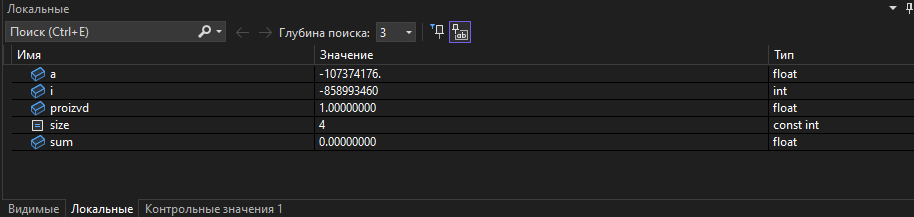 Локальные
Поиск (Ctrl+E) Глубина поиска: 3
Имя Значение Тип
a -107374176. float
i -858993460 int
proizvd 1.00000000 float
size 4 const int
sum 0.00000000 float
Видимые Локальные Контрольные значения 1